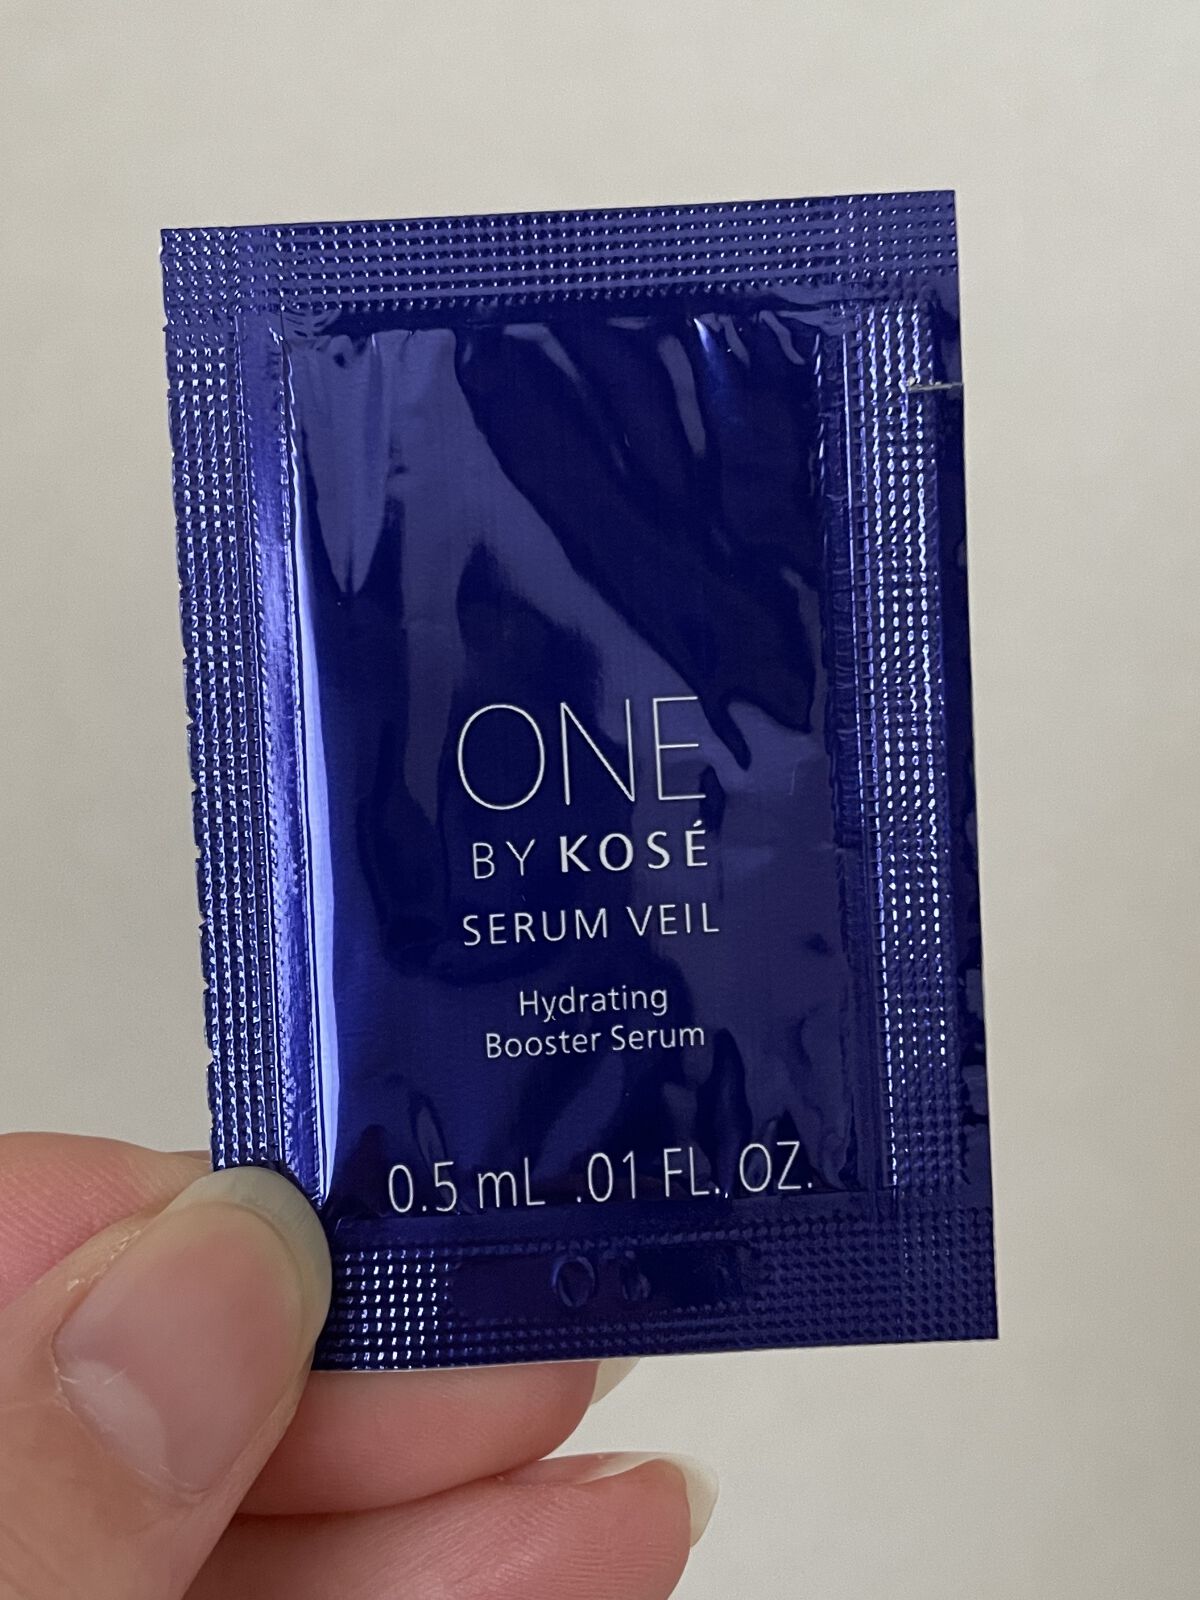 ONE
BY KOSÉ
SERUM VEIL
Hydrating
Booster Serum
0.5 mL .01 FL. OZ.